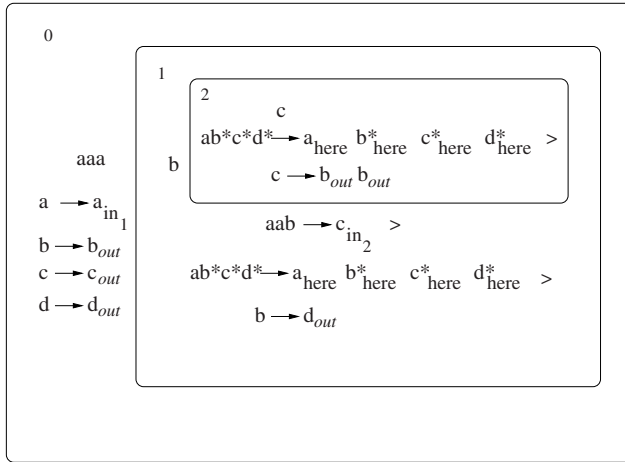 0
1
2
c
ab*c*d* → a_here b*_here c*_here d*_here >
aaa
b
c → b_out b_out
a → a_in_1
aab → c_in_2 >
b → b_out
c → c_out
ab*c*d* → a_here b*_here c*_here d*_here >
d → d_out
b → d_out